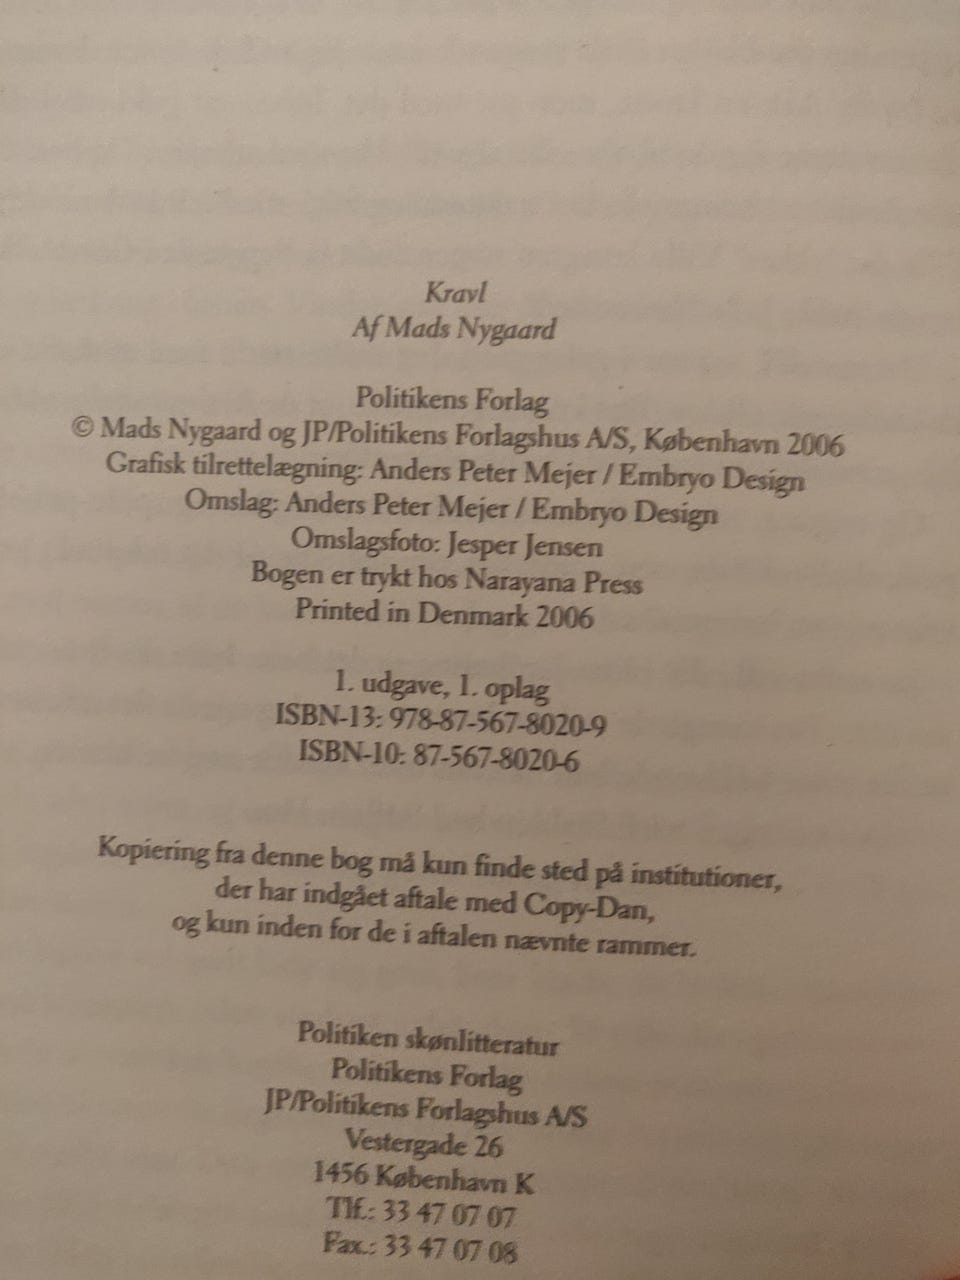 Kravl
Af Mads Nygaard
Politikens Forlag
© Mads Nygaard og JP/Politikens Forlagshus A/S, København 2006
Grafisk tilrettelægning: Anders Peter Mejer / Embryo Design
Omslag: Anders Peter Mejer / Embryo Design
Omslagsfoto: Jesper Jensen
Bogen er trykt hos Narayana Press
Printed in Denmark 2006
1. udgave, 1. oplag
ISBN-13: 978-87-567-8020-9
ISBN-10: 87-567-8020-6
Kopiering fra denne bog må kun finde sted på institutioner,
der har indgået aftale med Copy-Dan,
og kun inden for de i aftalen nævnte rammer.
Politiken skønlitteratur
Politikens Forlag
JP/Politikens Forlagshus A/S
Vestergade 26
1456 København K
Tlf.: 33 47 07 07
Fax.: 33 47 07 08